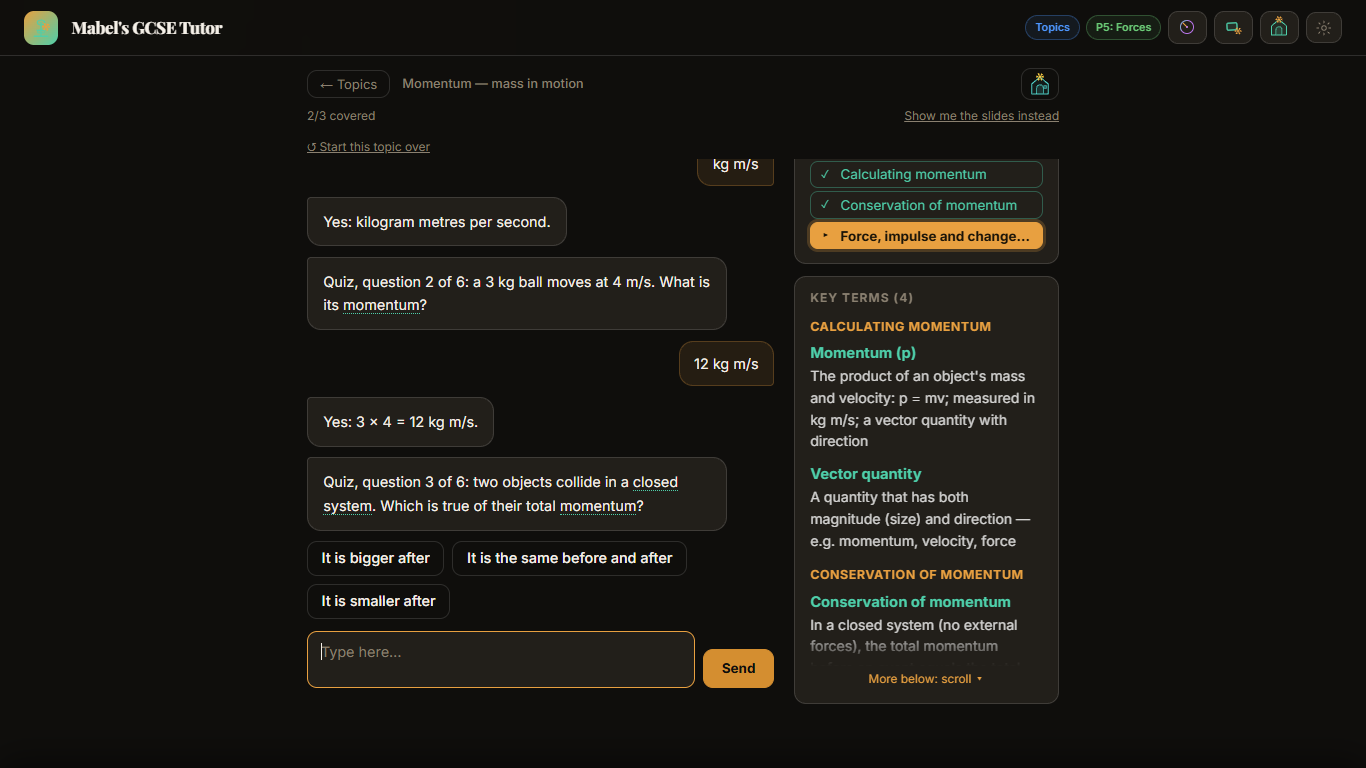 Mabel's GCSE Tutor
Topics
P5: Forces
← Topics
Momentum — mass in motion
2/3 covered
Show me the slides instead
↺ Start this topic over
kg m/s
Yes: kilogram metres per second.
Quiz, question 2 of 6: a 3 kg ball moves at 4 m/s. What is
its momentum?
12 kg m/s
Yes: 3 × 4 = 12 kg m/s.
Quiz, question 3 of 6: two objects collide in a closed
system. Which is true of their total momentum?
It is bigger after
It is the same before and after
It is smaller after
Type here...
Send
✓ Calculating momentum
✓ Conservation of momentum
‣ Force, impulse and change...
KEY TERMS (4)
CALCULATING MOMENTUM
Momentum (p)
The product of an object's mass
and velocity: p = mv; measured in
kg m/s; a vector quantity with
direction
Vector quantity
A quantity that has both
magnitude (size) and direction —
e.g. momentum, velocity, force
CONSERVATION OF MOMENTUM
Conservation of momentum
In a closed system (no external
forces), the total momentum
More below: scroll ▾